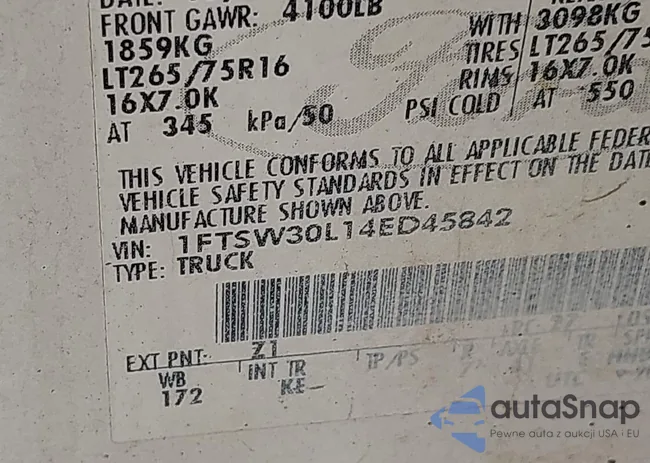 FRONT GAWR: 4100LB
1859KG WITH 3098KG
LT265/75R16 TIRES LT265/75
16X7.0K RIMS 16X7.0K
AT 345 kPa/50 PSI COLD AT 550
THIS VEHICLE CONFORMS TO ALL APPLICABLE FEDER
VEHICLE SAFETY STANDARDS IN EFFECT ON THE DATE
MANUFACTURE SHOWN ABOVE.
VIN: 1FTSW30L14ED45842
TYPE: TRUCK
EXT PNT: Z1
WB INT TR TP/PS
172 KE
autaSnap
Pewne auta z aukcji USA i EU